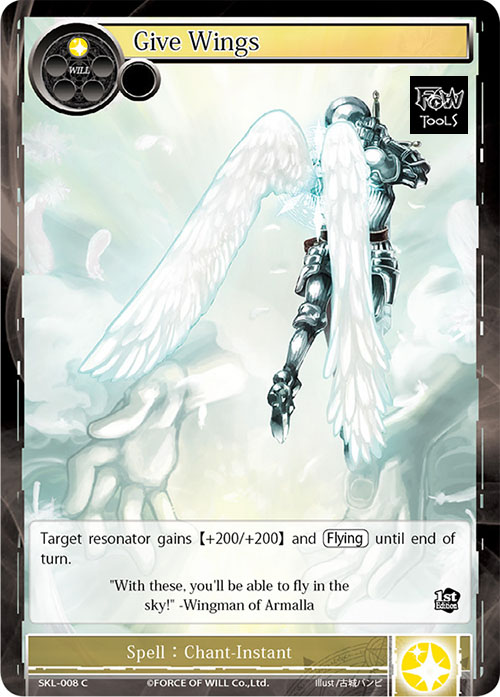 Give Wings
WILL
FOW
TOOLS
Target resonator gains 【+200/+200】 and Flying until end of
turn.
"With these, you'll be able to fly in the
sky!" -Wingman of Armalla
1st
Edition
Spell : Chant-Instant
SKL-008 C ©FORCE OF WILL Co.,Ltd. Illust/古城バンビ